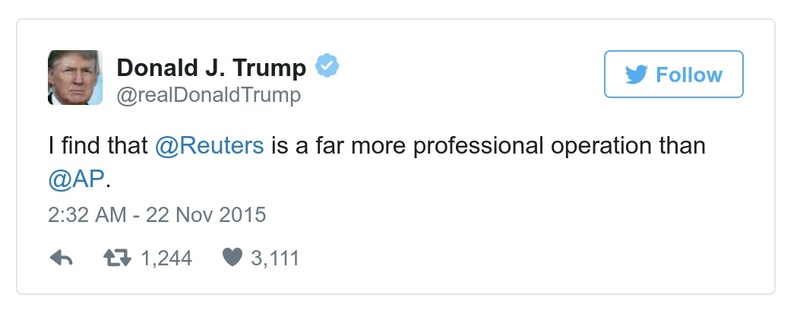 Donald J. Trump
@realDonaldTrump
Follow
I find that @Reuters is a far more professional operation than
@AP.
2:32 AM - 22 Nov 2015
1,244 3,111